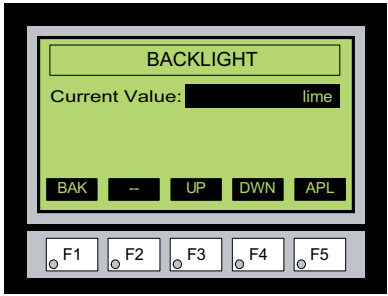 BACKLIGHT
Current Value: lime
BAK -- UP DWN APL
F1 F2 F3 F4 F5